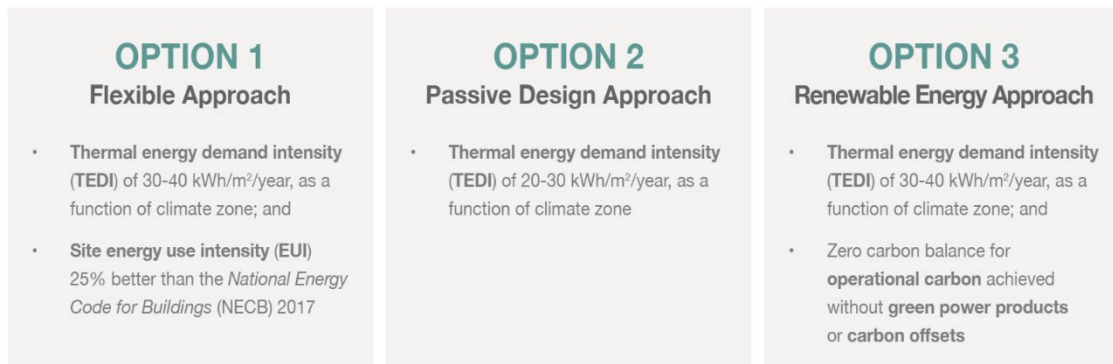 OPTION 1
Flexible Approach
• Thermal energy demand intensity
(TEDI) of 30-40 kWh/m²/year, as a
function of climate zone; and
• Site energy use intensity (EUI)
25% better than the National Energy
Code for Buildings (NECB) 2017
OPTION 2
Passive Design Approach
• Thermal energy demand intensity
(TEDI) of 20-30 kWh/m²/year, as a
function of climate zone
OPTION 3
Renewable Energy Approach
• Thermal energy demand intensity
(TEDI) of 30-40 kWh/m²/year, as a
function of climate zone; and
• Zero carbon balance for
operational carbon achieved
without green power products
or carbon offsets